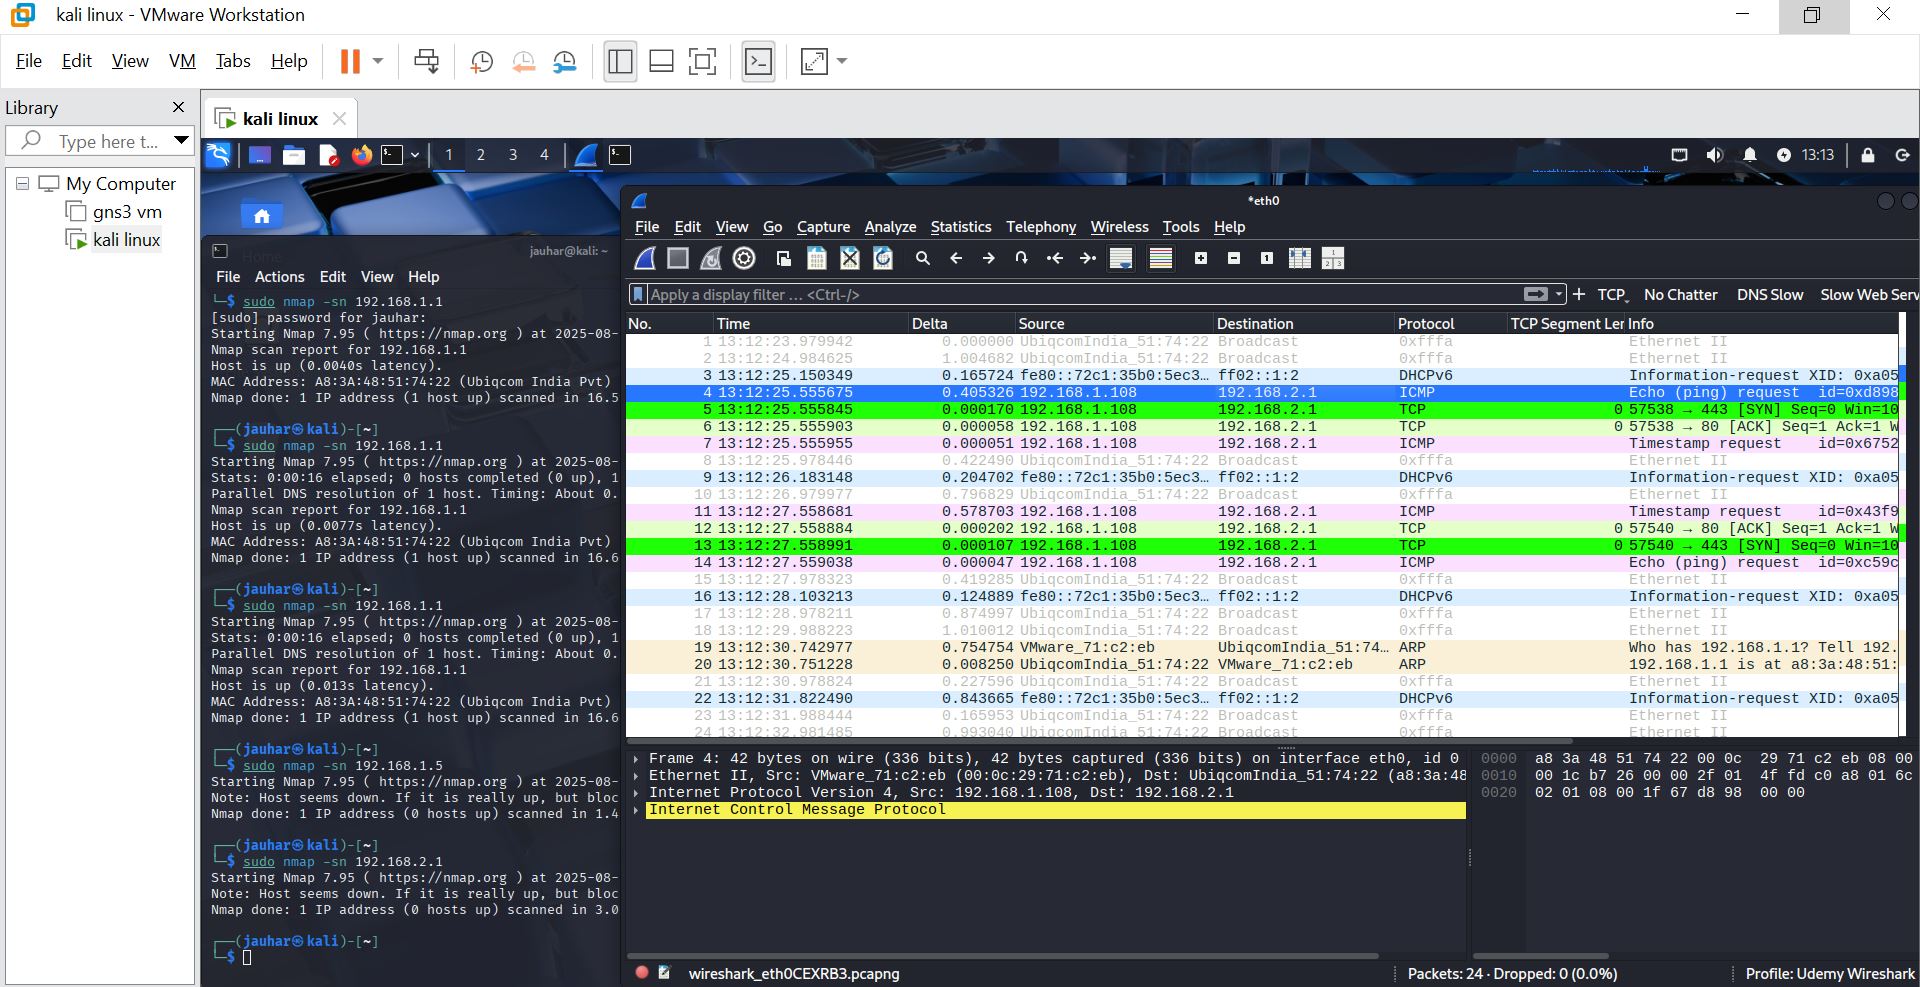 kali linux - VMware Workstation
File Edit View VM Tabs Help
Library
Type here t...
My Computer
gns3 vm
kali linux
kali linux
1 2 3 4
13:13
Home
jauhar@kali: ~
File Actions Edit View Help
└─$ sudo nmap -sn 192.168.1.1
[sudo] password for jauhar:
Starting Nmap 7.95 ( https://nmap.org ) at 2025-08-
Nmap scan report for 192.168.1.1
Host is up (0.0040s latency).
MAC Address: A8:3A:48:51:74:22 (Ubiqcom India Pvt)
Nmap done: 1 IP address (1 host up) scanned in 16.5
┌──(jauhar㉿kali)-[~]
└─$ sudo nmap -sn 192.168.1.1
Starting Nmap 7.95 ( https://nmap.org ) at 2025-08-
Stats: 0:00:16 elapsed; 0 hosts completed (0 up), 1
Parallel DNS resolution of 1 host. Timing: About 0.
Nmap scan report for 192.168.1.1
Host is up (0.0077s latency).
MAC Address: A8:3A:48:51:74:22 (Ubiqcom India Pvt)
Nmap done: 1 IP address (1 host up) scanned in 16.6
┌──(jauhar㉿kali)-[~]
└─$ sudo nmap -sn 192.168.1.1
Starting Nmap 7.95 ( https://nmap.org ) at 2025-08-
Stats: 0:00:16 elapsed; 0 hosts completed (0 up), 1
Parallel DNS resolution of 1 host. Timing: About 0.
Nmap scan report for 192.168.1.1
Host is up (0.013s latency).
MAC Address: A8:3A:48:51:74:22 (Ubiqcom India Pvt)
Nmap done: 1 IP address (1 host up) scanned in 16.6
┌──(jauhar㉿kali)-[~]
└─$ sudo nmap -sn 192.168.1.5
Starting Nmap 7.95 ( https://nmap.org ) at 2025-08-
Note: Host seems down. If it is really up, but bloc
Nmap done: 1 IP address (0 hosts up) scanned in 1.4
┌──(jauhar㉿kali)-[~]
└─$ sudo nmap -sn 192.168.2.1
Starting Nmap 7.95 ( https://nmap.org ) at 2025-08-
Note: Host seems down. If it is really up, but bloc
Nmap done: 1 IP address (0 hosts up) scanned in 3.0
┌──(jauhar㉿kali)-[~]
└─$
*eth0
File Edit View Go Capture Analyze Statistics Telephony Wireless Tools Help
Apply a display filter ... <Ctrl-/> + TCP No Chatter DNS Slow Slow Web Serv
No. Time Delta Source Destination Protocol TCP Segment Ler Info
1 13:12:23.979942 0.000000 UbiqcomIndia_51:74:22 Broadcast 0xfffa Ethernet II
2 13:12:24.984625 1.004682 UbiqcomIndia_51:74:22 Broadcast 0xfffa Ethernet II
3 13:12:25.150349 0.165724 fe80::72c1:35b0:5ec3… ff02::1:2 DHCPv6 Information-request XID: 0xa05
4 13:12:25.555675 0.405326 192.168.1.108 192.168.2.1 ICMP Echo (ping) request id=0xd898
5 13:12:25.555845 0.000170 192.168.1.108 192.168.2.1 TCP 0 57538 → 443 [SYN] Seq=0 Win=10
6 13:12:25.555903 0.000058 192.168.1.108 192.168.2.1 TCP 0 57538 → 80 [ACK] Seq=1 Ack=1 W
7 13:12:25.555955 0.000051 192.168.1.108 192.168.2.1 ICMP Timestamp request id=0x6752
8 13:12:25.978446 0.422490 UbiqcomIndia_51:74:22 Broadcast 0xfffa Ethernet II
9 13:12:26.183148 0.204702 fe80::72c1:35b0:5ec3… ff02::1:2 DHCPv6 Information-request XID: 0xa05
10 13:12:26.979977 0.796829 UbiqcomIndia_51:74:22 Broadcast 0xfffa Ethernet II
11 13:12:27.558681 0.578703 192.168.1.108 192.168.2.1 ICMP Timestamp request id=0x43f9
12 13:12:27.558884 0.000202 192.168.1.108 192.168.2.1 TCP 0 57540 → 80 [ACK] Seq=1 Ack=1 W
13 13:12:27.558991 0.000107 192.168.1.108 192.168.2.1 TCP 0 57540 → 443 [SYN] Seq=0 Win=10
14 13:12:27.559038 0.000047 192.168.1.108 192.168.2.1 ICMP Echo (ping) request id=0xc59c
15 13:12:27.978323 0.419285 UbiqcomIndia_51:74:22 Broadcast 0xfffa Ethernet II
16 13:12:28.103213 0.124889 fe80::72c1:35b0:5ec3… ff02::1:2 DHCPv6 Information-request XID: 0xa05
17 13:12:28.978211 0.874997 UbiqcomIndia_51:74:22 Broadcast 0xfffa Ethernet II
18 13:12:29.988223 1.010012 UbiqcomIndia_51:74:22 Broadcast 0xfffa Ethernet II
19 13:12:30.742977 0.754754 VMware_71:c2:eb UbiqcomIndia_51:74… ARP Who has 192.168.1.1? Tell 192.
20 13:12:30.751228 0.008250 UbiqcomIndia_51:74:22 VMware_71:c2:eb ARP 192.168.1.1 is at a8:3a:48:51:
21 13:12:30.978824 0.227596 UbiqcomIndia_51:74:22 Broadcast 0xfffa Ethernet II
22 13:12:31.822490 0.843665 fe80::72c1:35b0:5ec3… ff02::1:2 DHCPv6 Information-request XID: 0xa05
23 13:12:31.988444 0.165953 UbiqcomIndia_51:74:22 Broadcast 0xfffa Ethernet II
24 13:12:32.981485 0.993040 UbiqcomIndia_51:74:22 Broadcast 0xfffa Ethernet II
Frame 4: 42 bytes on wire (336 bits), 42 bytes captured (336 bits) on interface eth0, id 0
Ethernet II, Src: VMware_71:c2:eb (00:0c:29:71:c2:eb), Dst: UbiqcomIndia_51:74:22 (a8:3a:48
Internet Protocol Version 4, Src: 192.168.1.108, Dst: 192.168.2.1
Internet Control Message Protocol
0000 a8 3a 48 51 74 22 00 0c 29 71 c2 eb 08 00
0010 00 1c b7 26 00 00 2f 01 4f fd c0 a8 01 6c
0020 02 01 08 00 1f 67 d8 98 00 00
wireshark_eth0CEXRB3.pcapng
Packets: 24 · Dropped: 0 (0.0%)
Profile: Udemy Wireshark